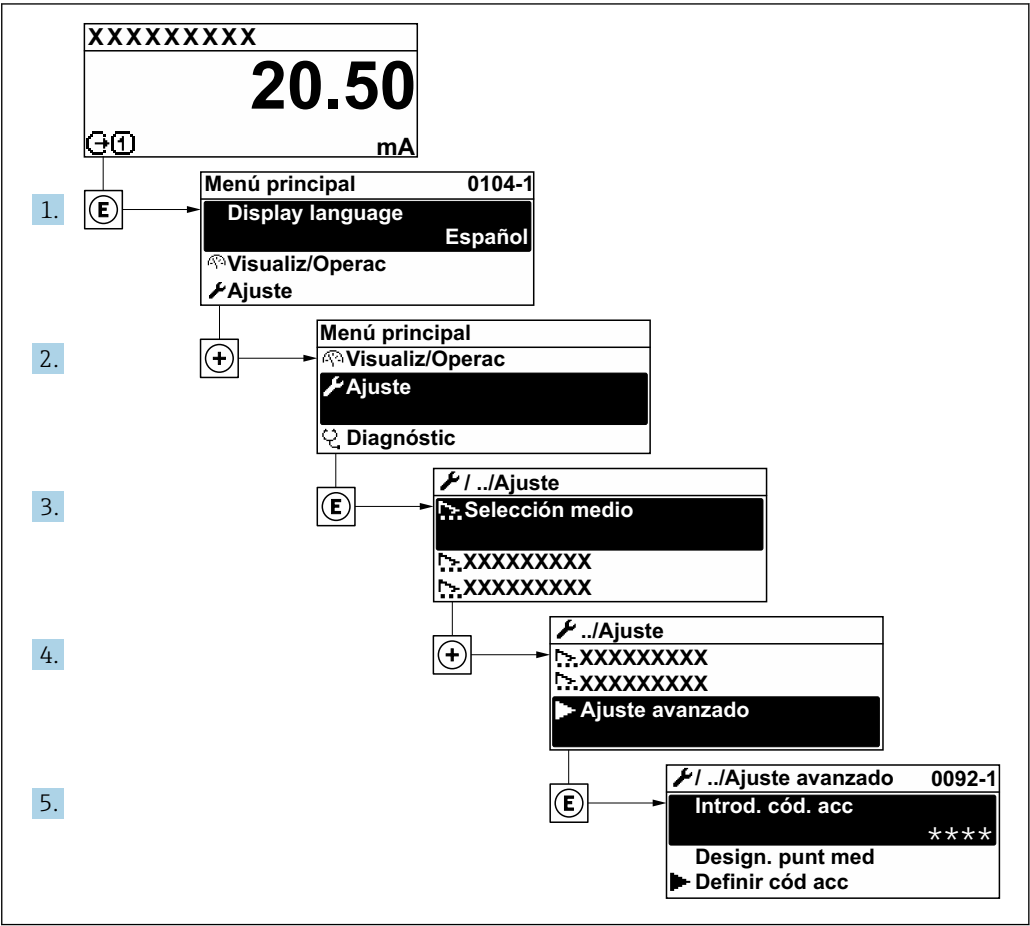 XXXXXXXXX
20.50
1 mA
Menú principal 0104-1
1. E Display language
Español
Visualiz/Operac
Ajuste
Menú principal
2. + Visualiz/Operac
Ajuste
Diagnóstic
/ ../Ajuste
3. E Selección medio
XXXXXXXXX
XXXXXXXXX
../Ajuste
4. + XXXXXXXXX
XXXXXXXXX
Ajuste avanzado
/ ../Ajuste avanzado 0092-1
5. E Introd. cód. acc
****
Design. punt med
Definir cód acc